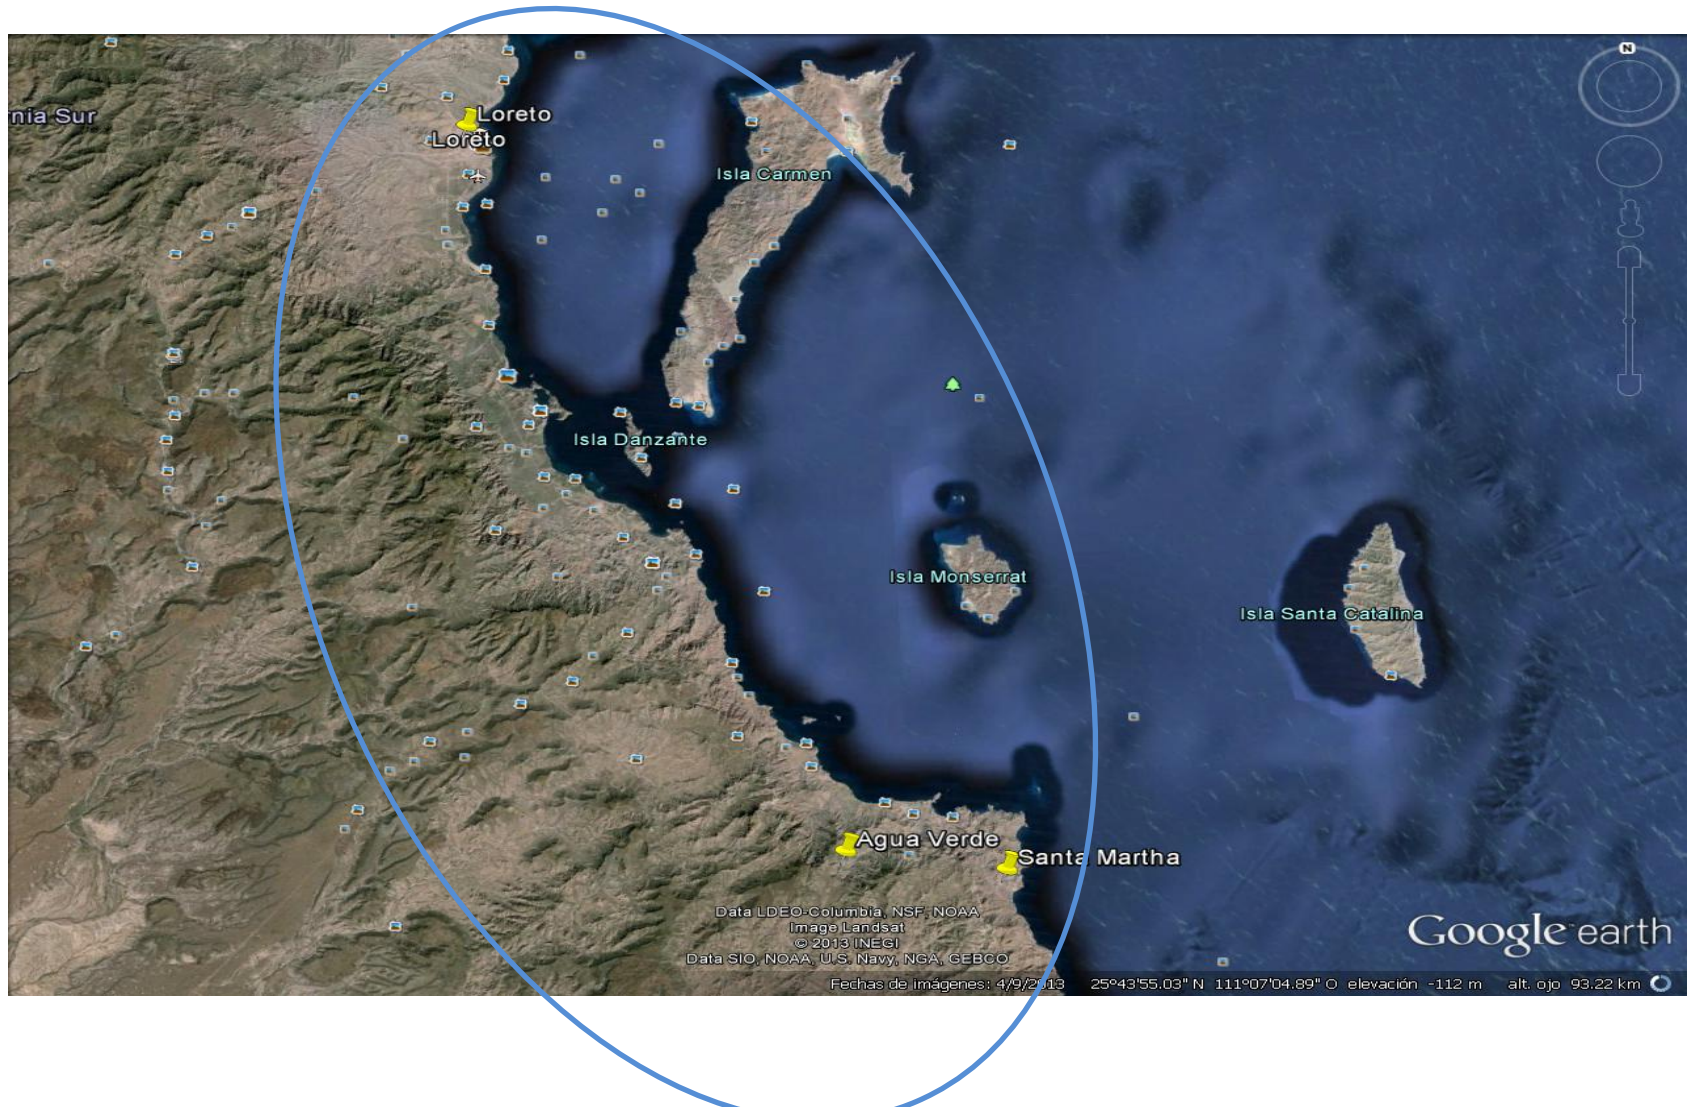 N
Loreto
nia Sur
Loreto
Isla Carmen
Isla Danzante
Isla Monserrat
Isla Santa Catalina
Agua Verde
Santa Martha
Data LDEO-Columbia, NSF, NOAA
Image Landsat
© 2013 INEGI
Data SIO, NOAA, U.S. Navy, NGA, GEBCO
Google earth
Fechas de imágenes: 4/9/2013 25°43'55.03" N 111°07'04.89" O elevación -112 m alt. ojo 93.22 km